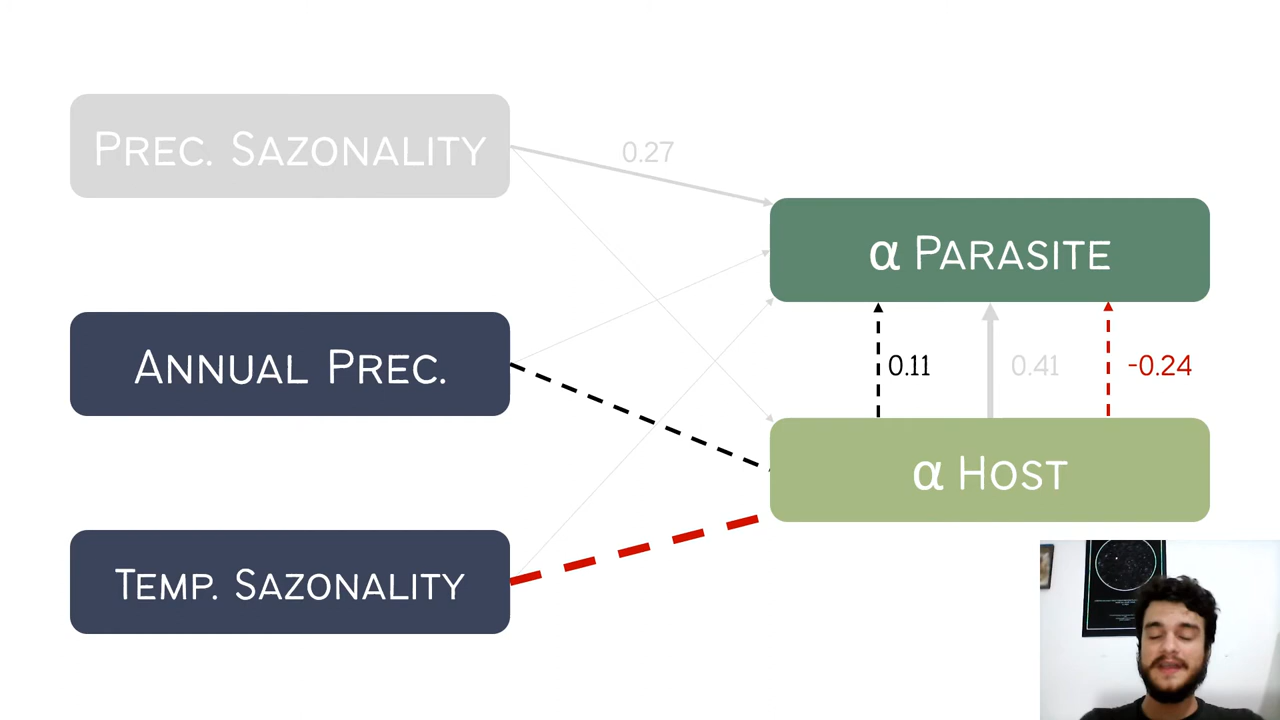 PREC. SAZONALITY
0.27
α PARASITE
ANNUAL PREC.
0.11
0.41
-0.24
α HOST
TEMP. SAZONALITY